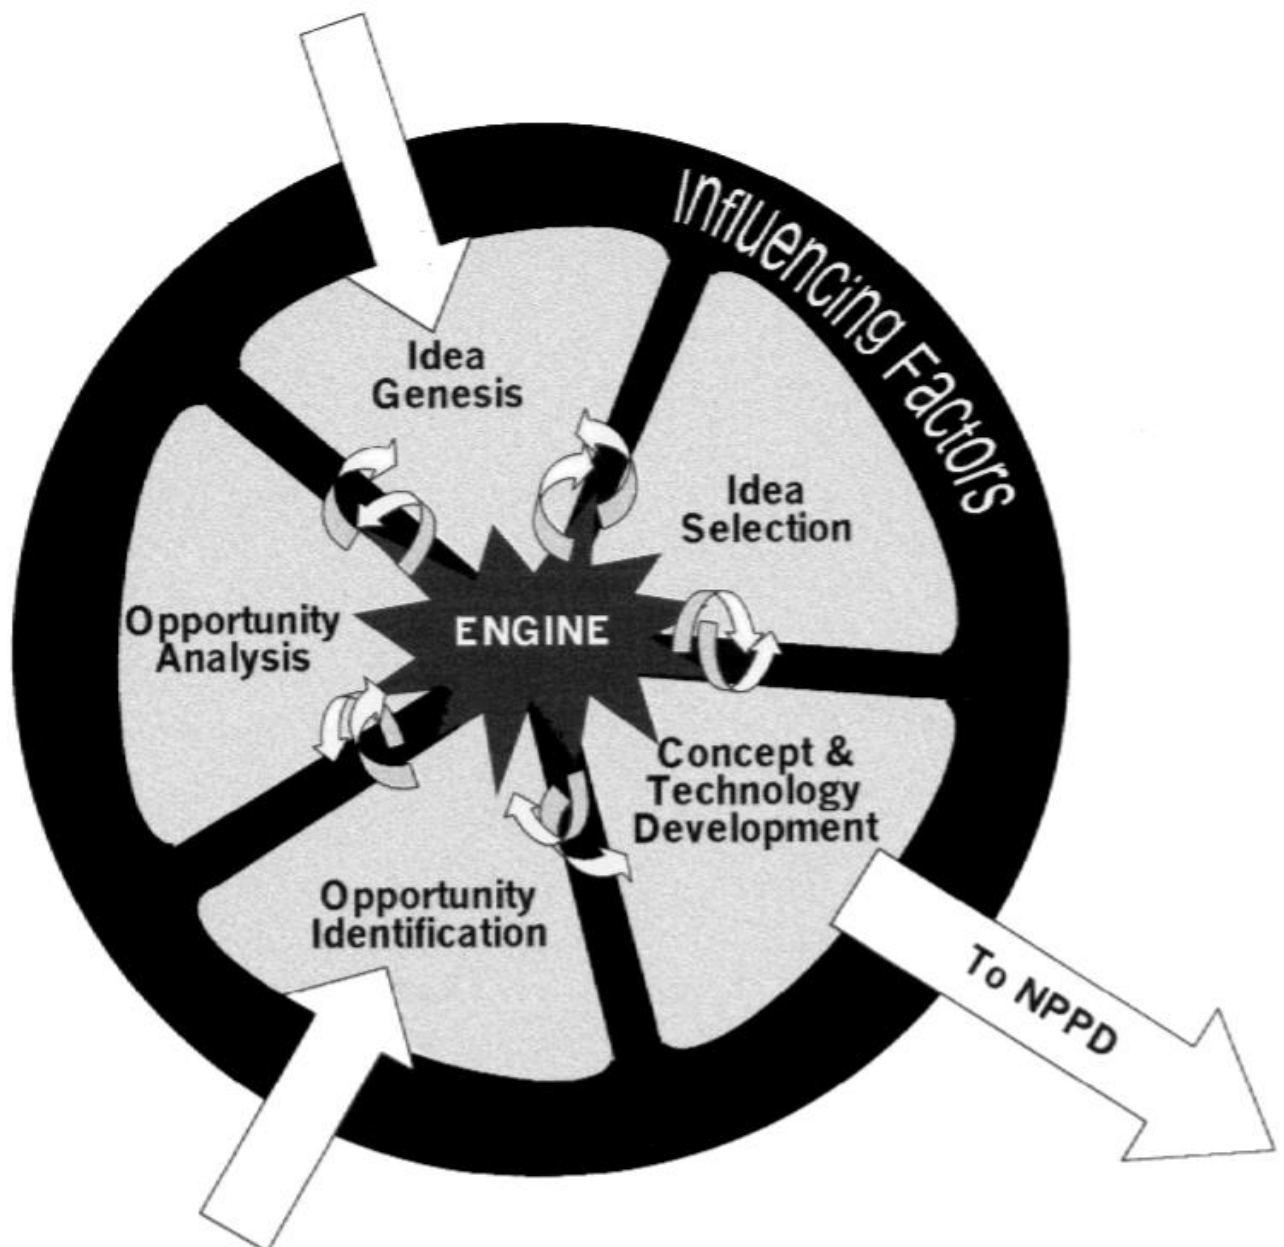 Influencing Factors
Idea
Genesis
Idea
Selection
ENGINE
Opportunity
Analysis
Concept &
Technology
Development
Opportunity
Identification
To NPPD